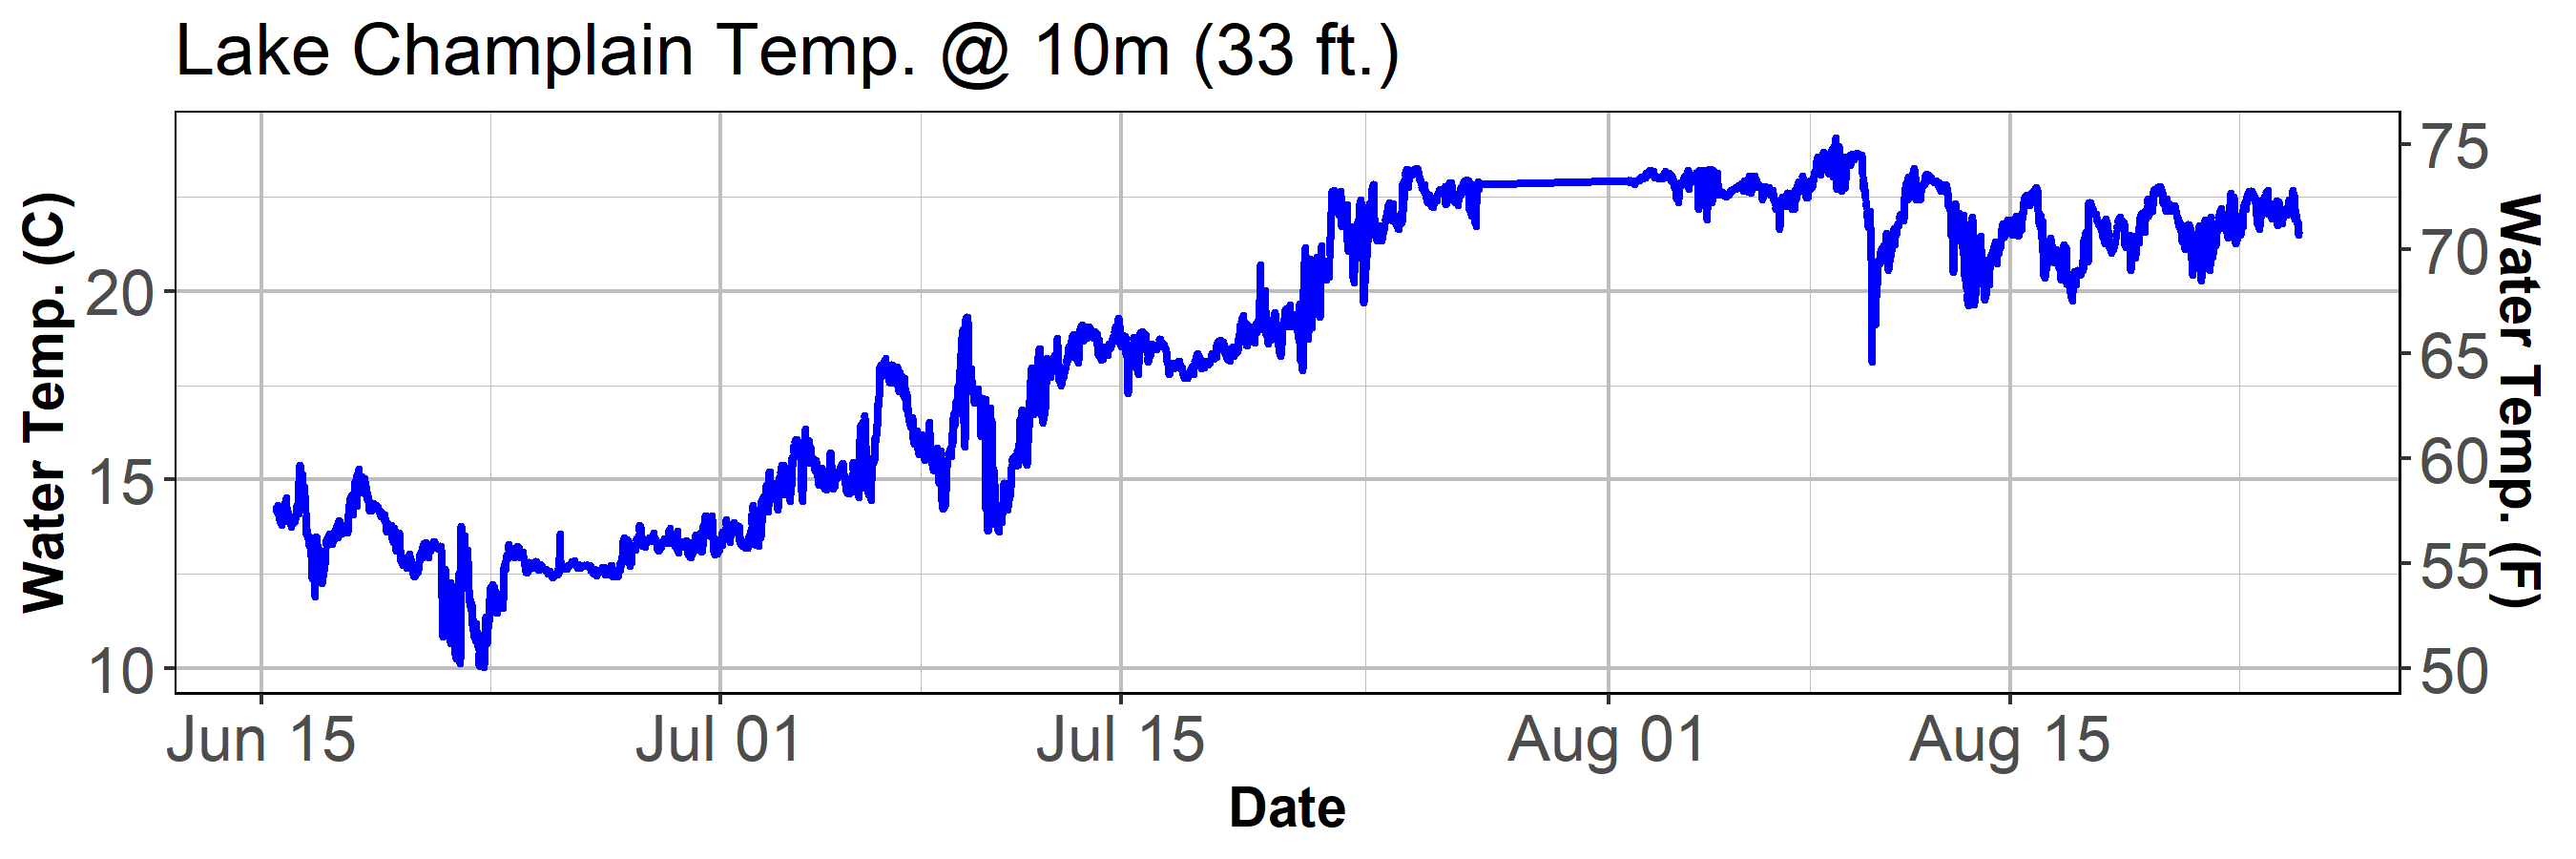 Lake Champlain Temp. @ 10m (33 ft.)
Water Temp. (C)
20
15
10
75
70
65
60
55
50
Water Temp. (F)
Jun 15 Jul 01 Jul 15 Aug 01 Aug 15
Date